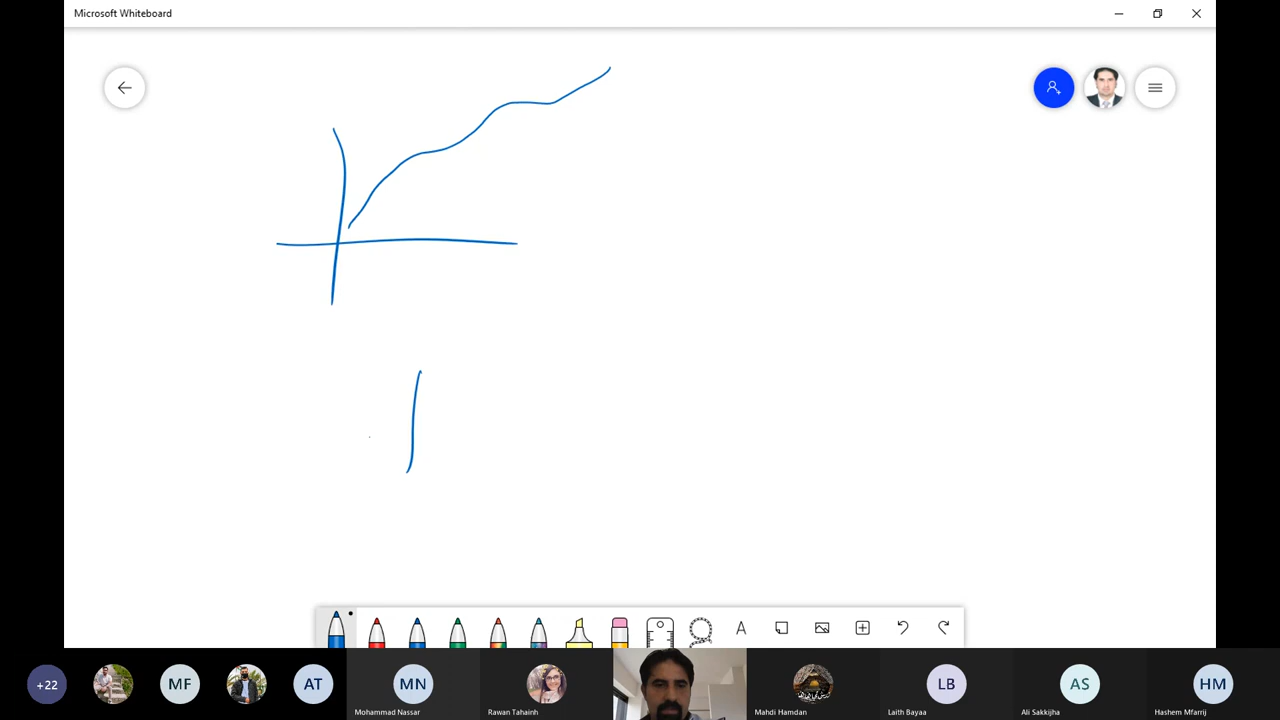 Microsoft Whiteboard
A
+22
MF
AT
MN
LB
AS
HM
Mohammad Nassar
Rawan Tahainh
Mahdi Hamdan
Laith Bayaa
Ali Sakkijha
Hashem Mfarrij